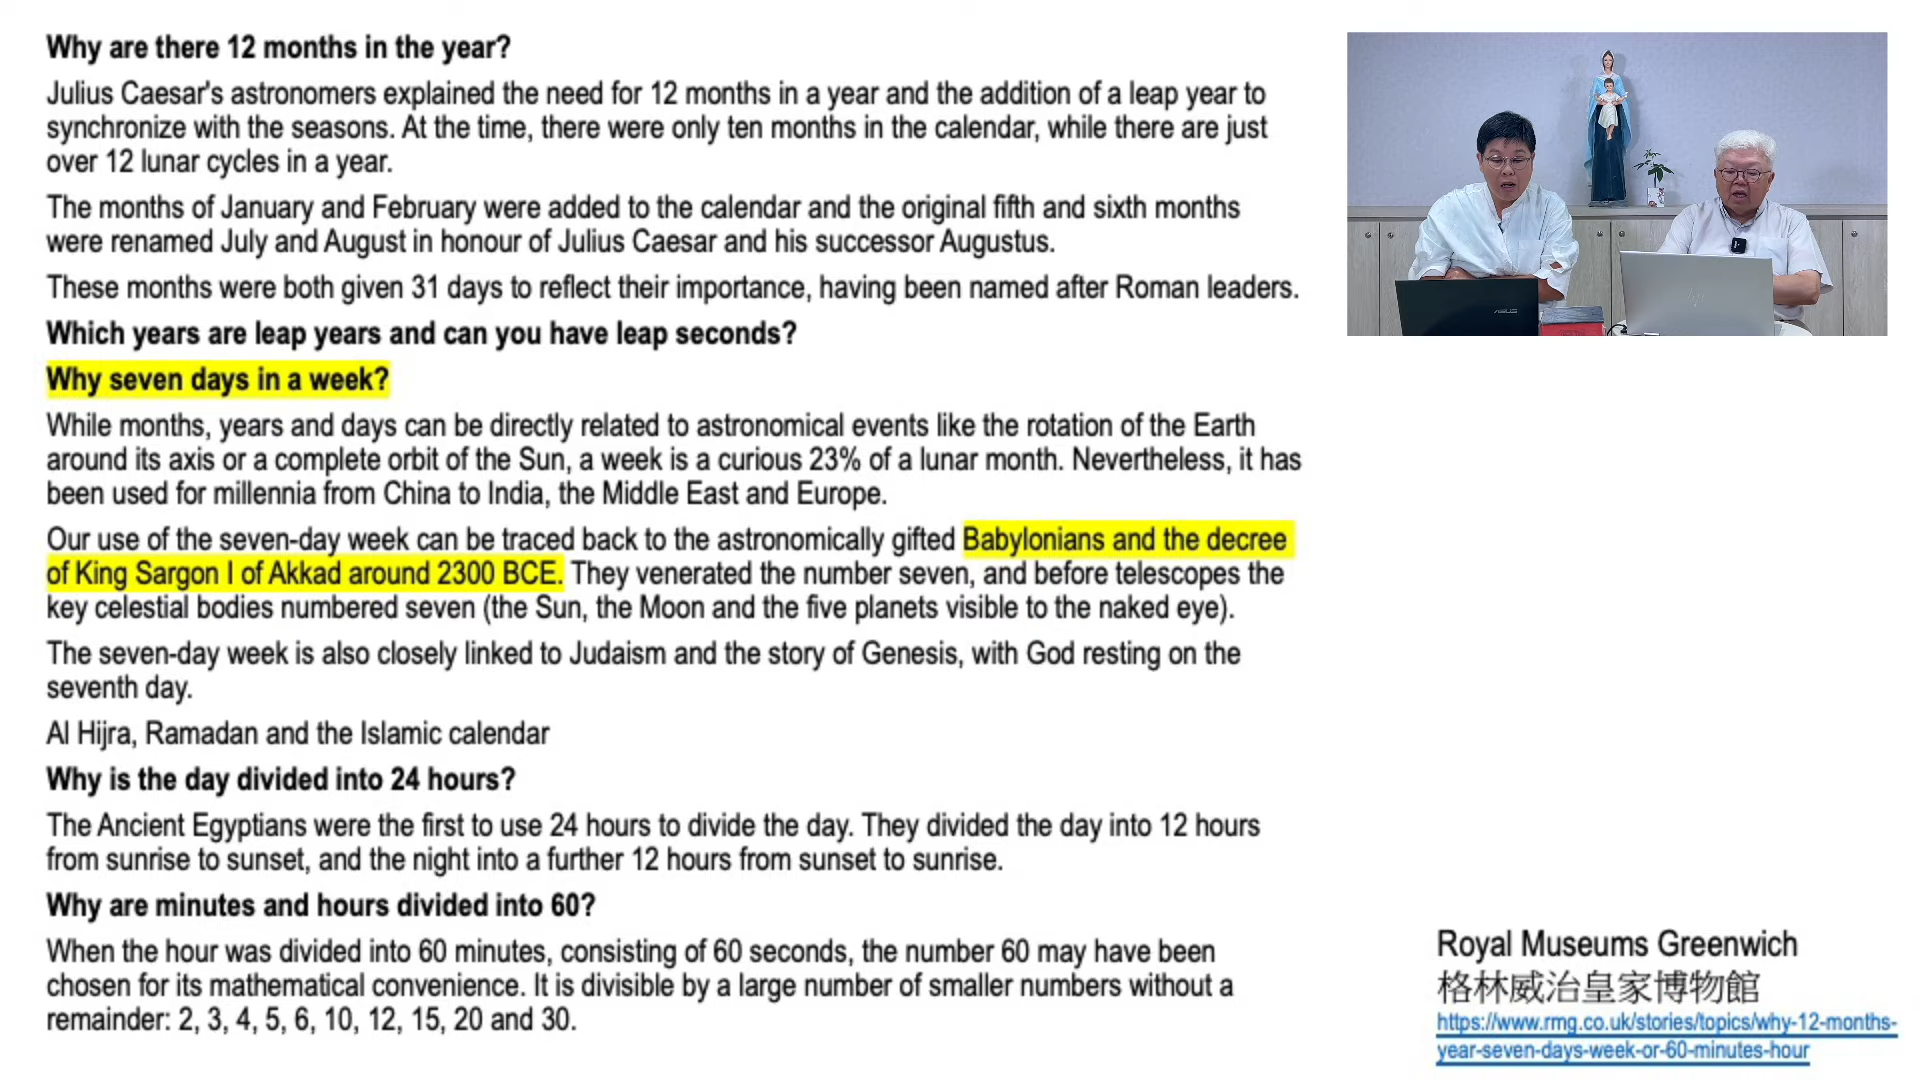 Why are there 12 months in the year?
Julius Caesar's astronomers explained the need for 12 months in a year and the addition of a leap year to
synchronize with the seasons. At the time, there were only ten months in the calendar, while there are just
over 12 lunar cycles in a year.
The months of January and February were added to the calendar and the original fifth and sixth months
were renamed July and August in honour of Julius Caesar and his successor Augustus.
These months were both given 31 days to reflect their importance, having been named after Roman leaders.
Which years are leap years and can you have leap seconds?
Why seven days in a week?
While months, years and days can be directly related to astronomical events like the rotation of the Earth
around its axis or a complete orbit of the Sun, a week is a curious 23% of a lunar month. Nevertheless, it has
been used for millennia from China to India, the Middle East and Europe.
Our use of the seven-day week can be traced back to the astronomically gifted Babylonians and the decree
of King Sargon I of Akkad around 2300 BCE. They venerated the number seven, and before telescopes the
key celestial bodies numbered seven (the Sun, the Moon and the five planets visible to the naked eye).
The seven-day week is also closely linked to Judaism and the story of Genesis, with God resting on the
seventh day.
Al Hijra, Ramadan and the Islamic calendar
Why is the day divided into 24 hours?
The Ancient Egyptians were the first to use 24 hours to divide the day. They divided the day into 12 hours
from sunrise to sunset, and the night into a further 12 hours from sunset to sunrise.
Why are minutes and hours divided into 60?
When the hour was divided into 60 minutes, consisting of 60 seconds, the number 60 may have been
chosen for its mathematical convenience. It is divisible by a large number of smaller numbers without a
remainder: 2, 3, 4, 5, 6, 10, 12, 15, 20 and 30.
ASUS
hp
Royal Museums Greenwich
格林威治皇家博物館
https://www.rmg.co.uk/stories/topics/why-12-months-
year-seven-days-week-or-60-minutes-hour